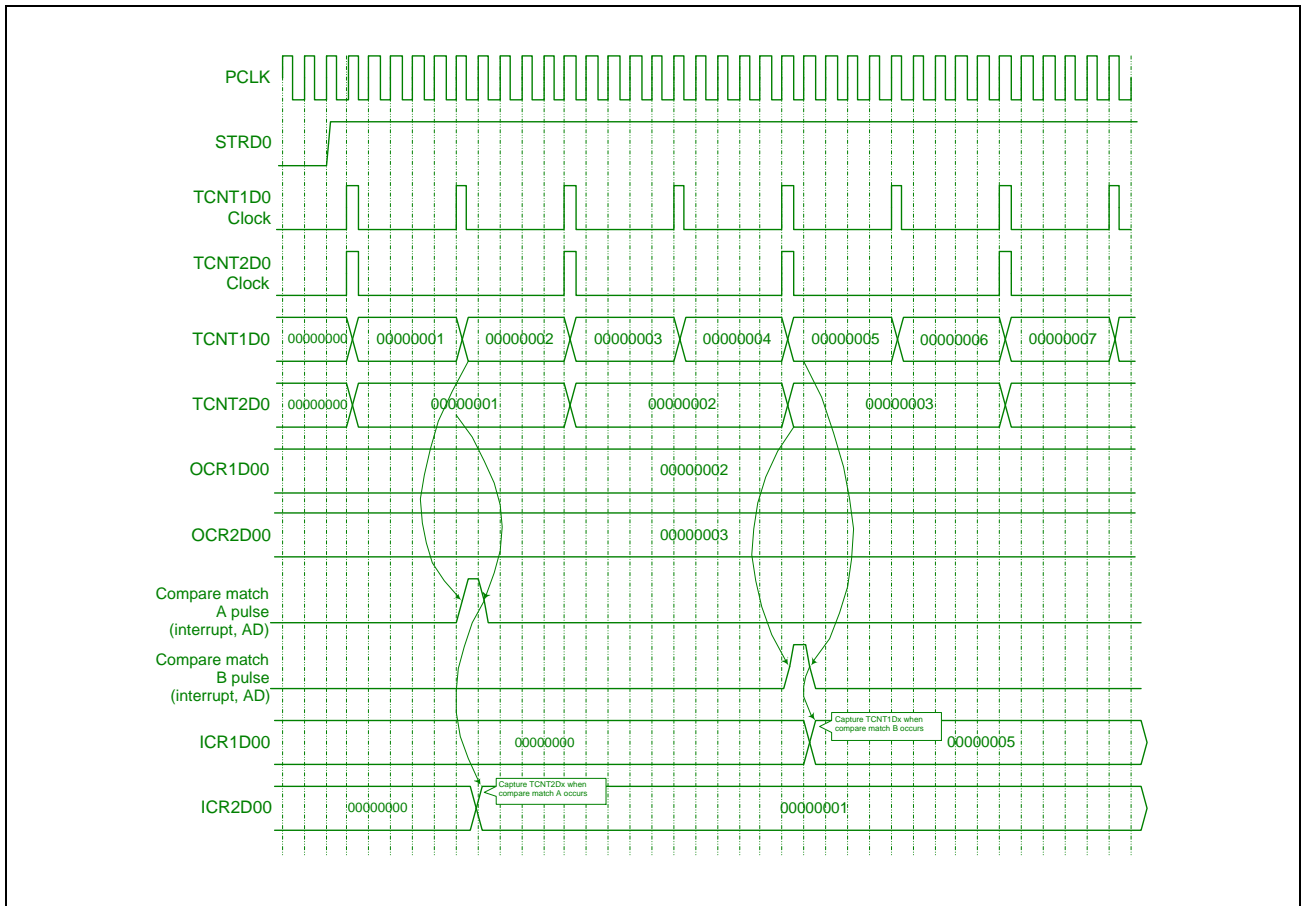 PCLK
STRD0
TCNT1D0
Clock
TCNT2D0
Clock
TCNT1D0
00000000 00000001 00000002 00000003 00000004 00000005 00000006 00000007
TCNT2D0
00000000 00000001 00000002 00000003
OCR1D00
00000002
OCR2D00
00000003
Compare match
A pulse
(interrupt, AD)
Compare match
B pulse
(interrupt, AD)
ICR1D00
00000000
Capture TCNT1Dx when
compare match B occurs
00000005
ICR2D00
00000000
Capture TCNT2Dx when
compare match A occurs
00000001